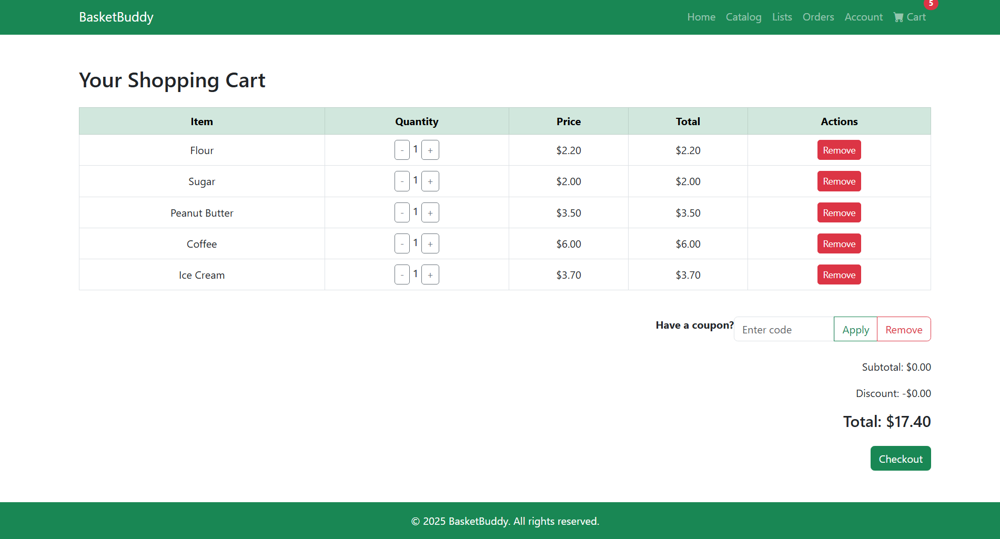 BasketBuddy Home Catalog Lists Orders Account Cart 5
Your Shopping Cart
Item Quantity Price Total Actions
Flour - 1 + $2.20 $2.20 Remove
Sugar - 1 + $2.00 $2.00 Remove
Peanut Butter - 1 + $3.50 $3.50 Remove
Coffee - 1 + $6.00 $6.00 Remove
Ice Cream - 1 + $3.70 $3.70 Remove
Have a coupon? Enter code Apply Remove
Subtotal: $0.00
Discount: -$0.00
Total: $17.40
Checkout
© 2025 BasketBuddy. All rights reserved.